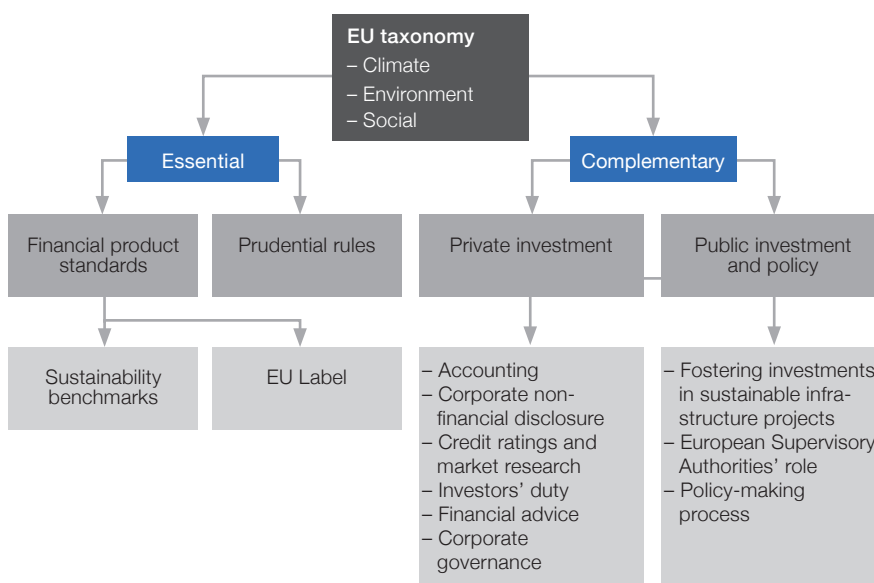 EU taxonomy
– Climate
– Environment
– Social
Essential
Complementary
Financial product
standards
Prudential rules
Private investment
Public investment
and policy
Sustainability
benchmarks
EU Label
– Accounting
– Corporate non-
financial disclosure
– Credit ratings and
market research
– Investors’ duty
– Financial advice
– Corporate
governance
– Fostering investments
in sustainable infra-
structure projects
– European Supervisory
Authorities’ role
– Policy-making
process